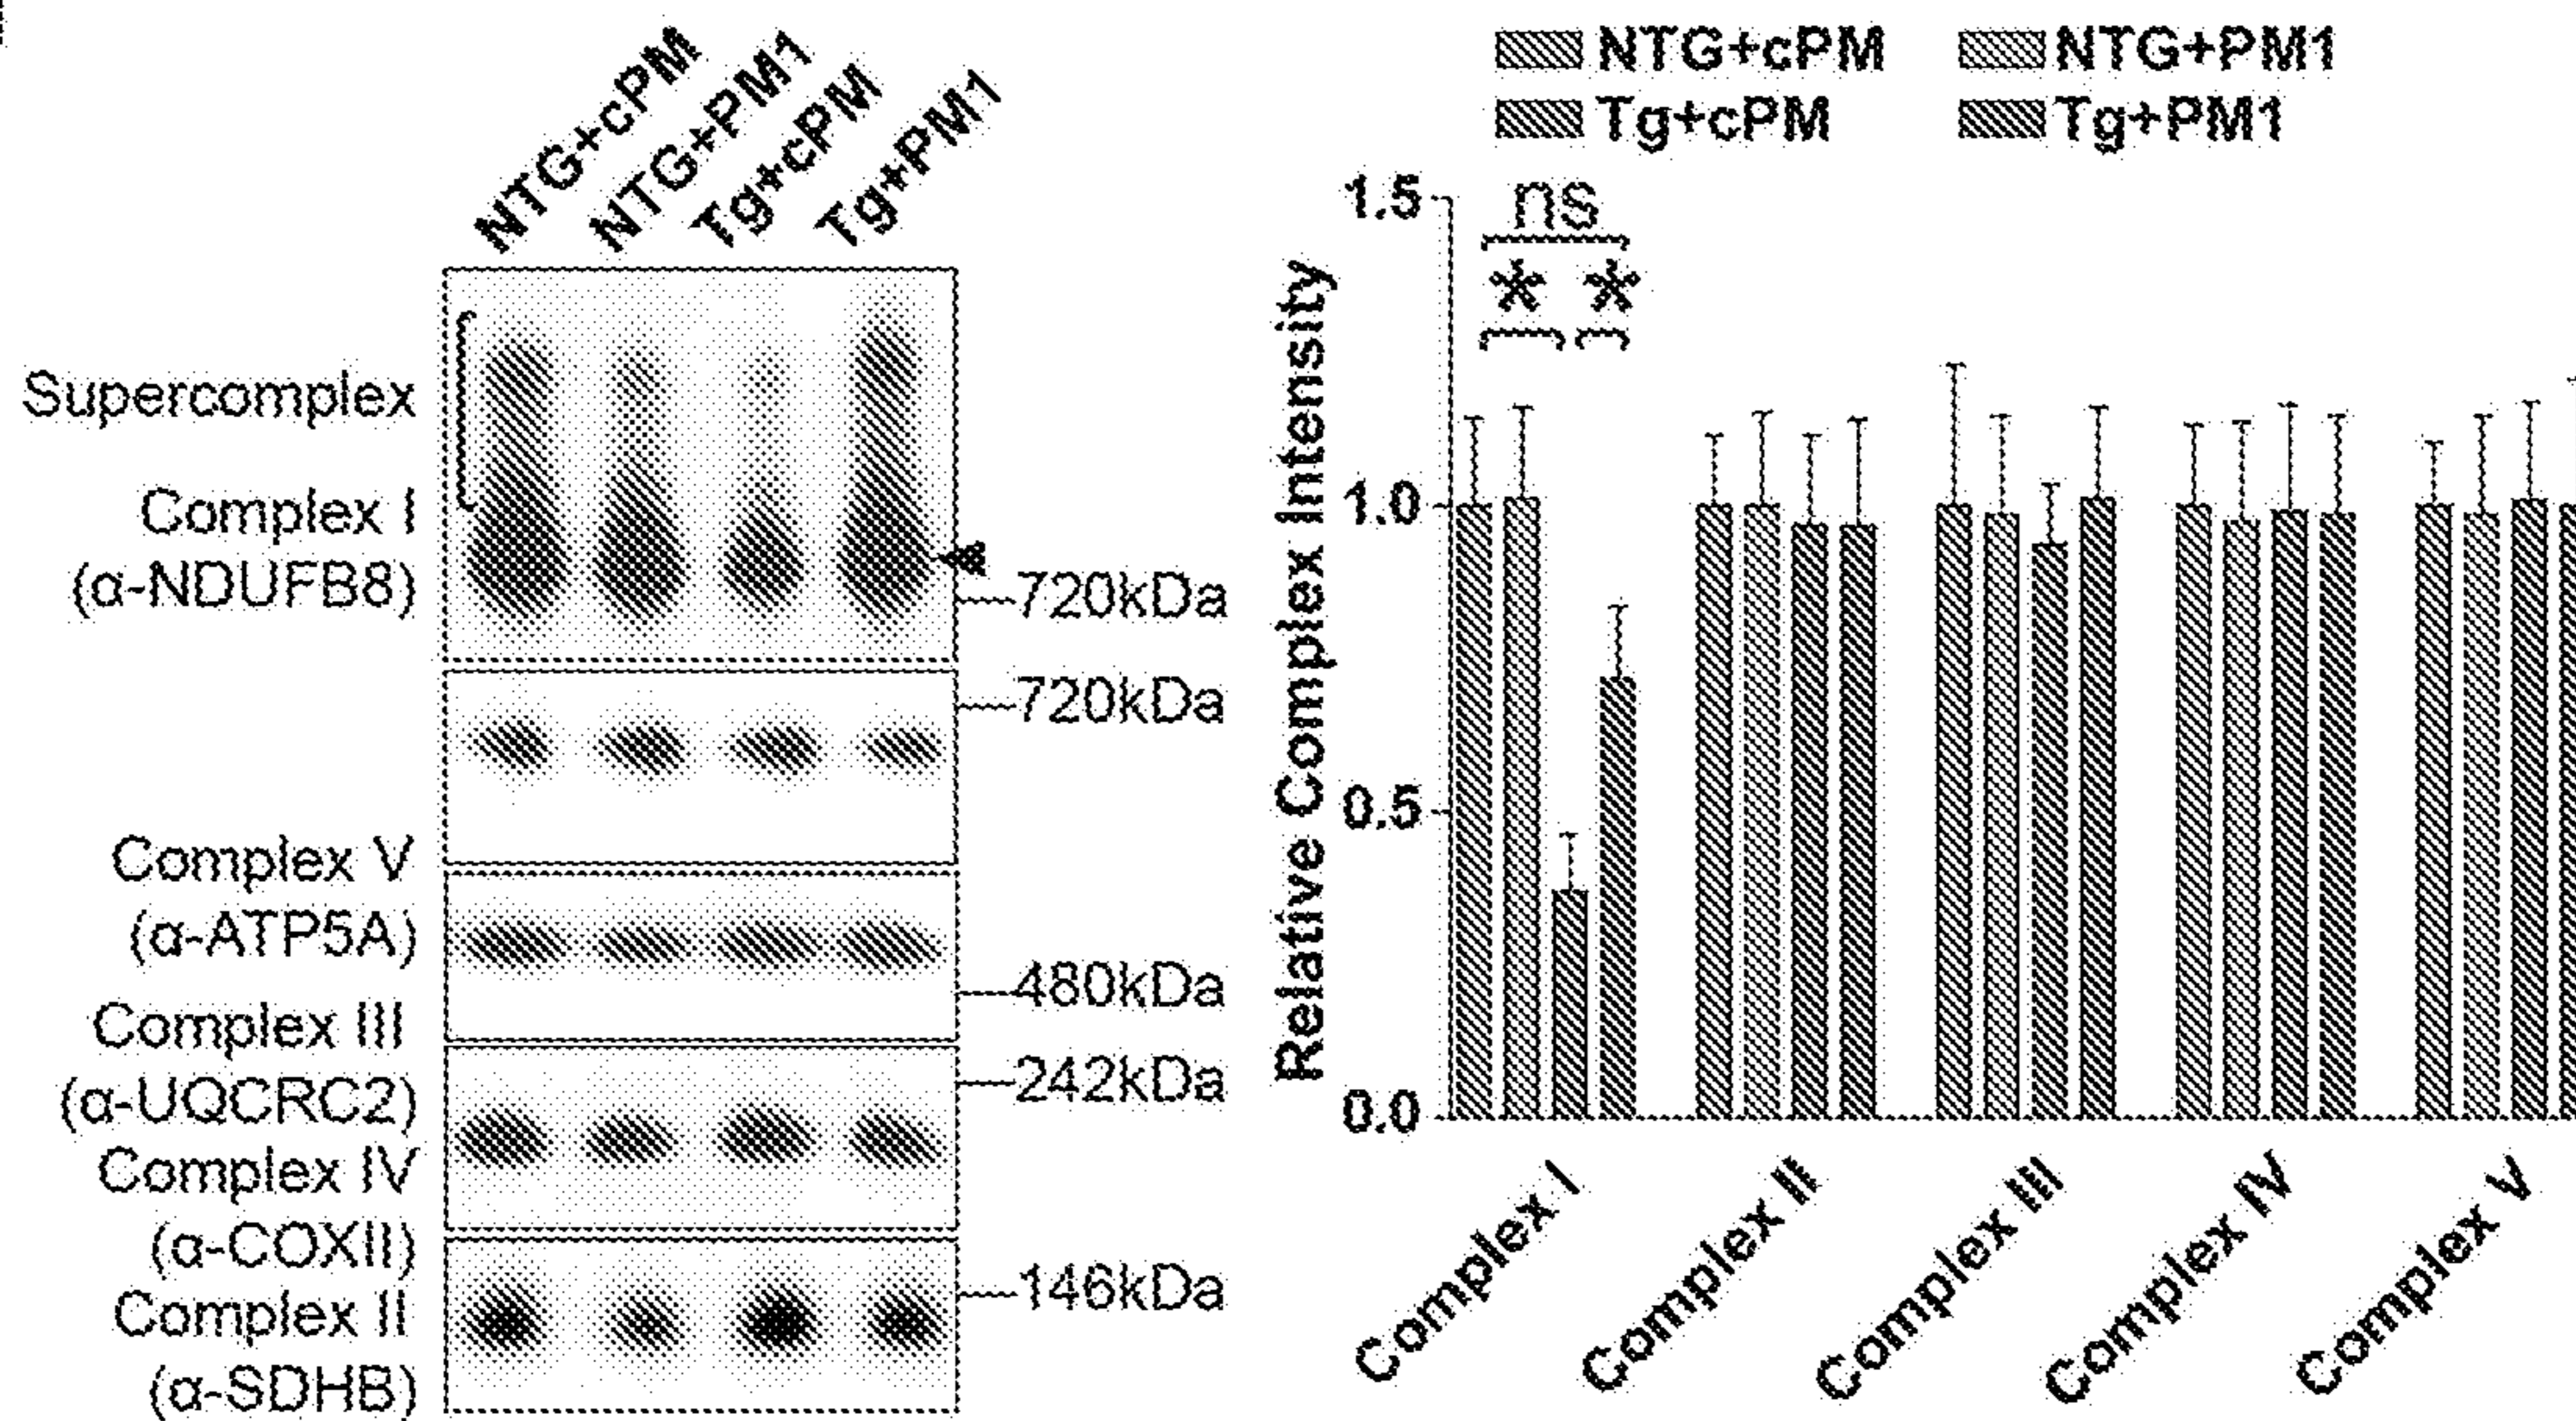 NTG+cPM
NTG+PM1
Tg+cPM
Tg+PM1
Supercomplex
Complex I
(α-NDUFB8)
720kDa
720kDa
Complex V
(α-ATP5A)
480kDa
Complex III
(α-UQCRC2)
242kDa
Complex IV
(α-COXII)
Complex II
(α-SDHB)
146kDa
NTG+cPM NTG+PM1
Tg+cPM Tg+PM1
Relative Complex Intensity
1.5
1.0
0.5
0.0
ns
* *
Complex I
Complex II
Complex III
Complex IV
Complex V